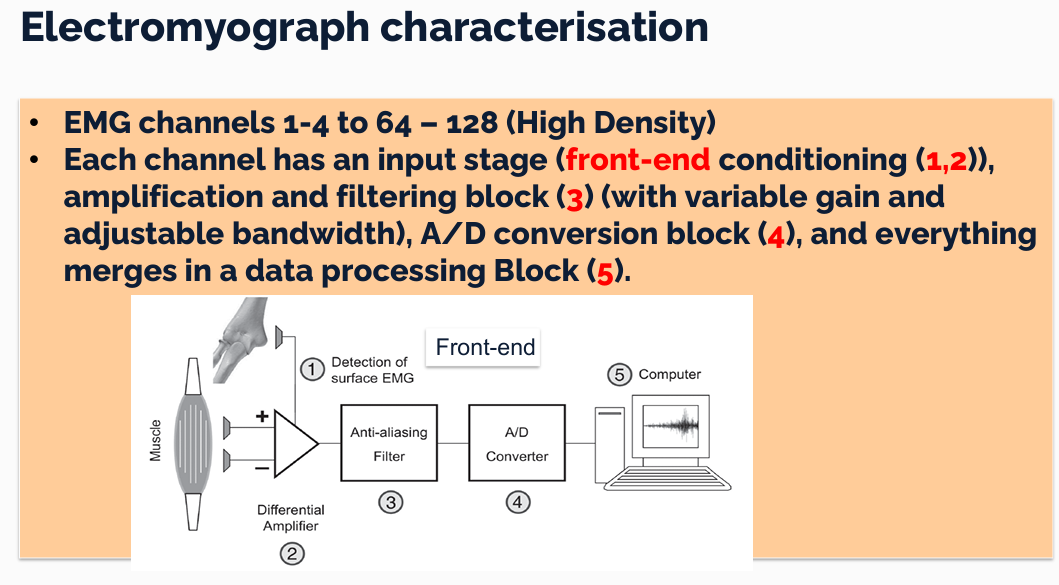 Electromyograph characterisation
• EMG channels 1-4 to 64 – 128 (High Density)
• Each channel has an input stage (front-end conditioning (1,2)),
amplification and filtering block (3) (with variable gain and
adjustable bandwidth), A/D conversion block (4), and everything
merges in a data processing Block (5).
Front-end
1 Detection of
surface EMG
5 Computer
Muscle
+
–
Anti-aliasing
Filter
3
A/D
Converter
4
Differential
Amplifier
2